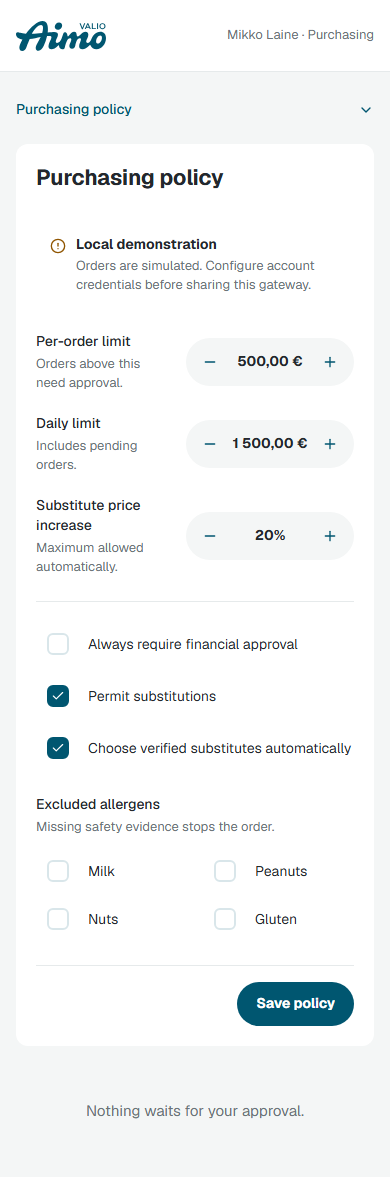 VALIO
Aimo
Mikko Laine · Purchasing
Purchasing policy
Purchasing policy
Local demonstration
Orders are simulated. Configure account
credentials before sharing this gateway.
Per-order limit
Orders above this
need approval.
− 500,00 € +
Daily limit
Includes pending
orders.
− 1 500,00 € +
Substitute price
increase
Maximum allowed
automatically.
− 20% +
Always require financial approval
Permit substitutions
Choose verified substitutes automatically
Excluded allergens
Missing safety evidence stops the order.
Milk
Peanuts
Nuts
Gluten
Save policy
Nothing waits for your approval.